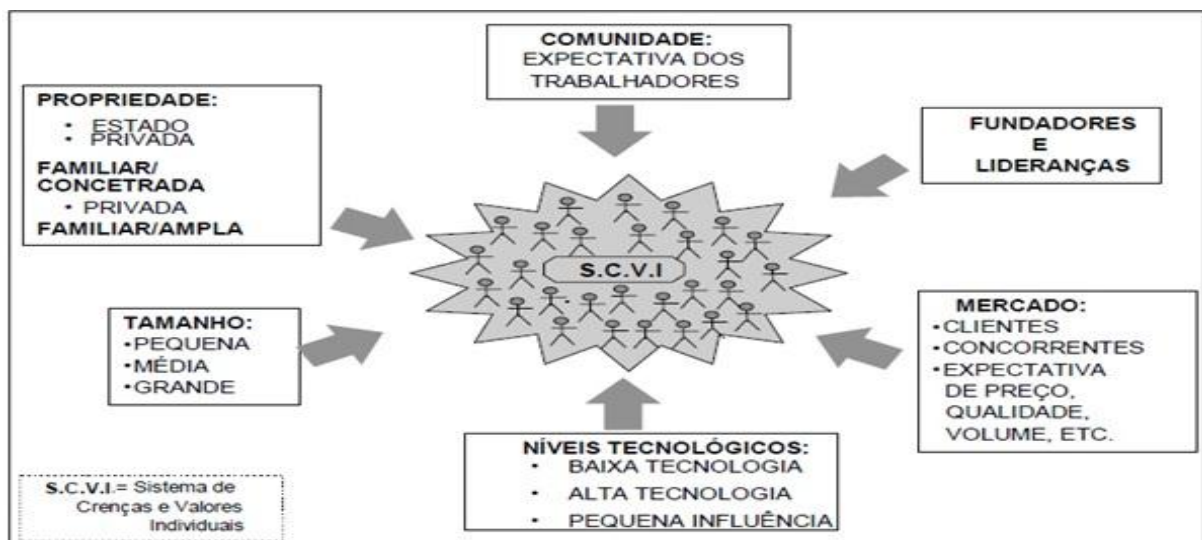 COMUNIDADE:
EXPECTATIVA DOS
TRABALHADORES
PROPRIEDADE:
• ESTADO
• PRIVADA
FAMILIAR/
CONCETRADA
• PRIVADA
FAMILIAR/AMPLA
FUNDADORES
E
LIDERANÇAS
S.C.V.I
TAMANHO:
•PEQUENA
•MÉDIA
•GRANDE
MERCADO:
•CLIENTES
•CONCORRENTES
•EXPECTATIVA
DE PREÇO,
QUALIDADE,
VOLUME, ETC.
NÍVEIS TECNOLÓGICOS:
• BAIXA TECNOLOGIA
• ALTA TECNOLOGIA
• PEQUENA INFLUÊNCIA
S.C.V.I.= Sistema de
Crenças e Valores
Individuais